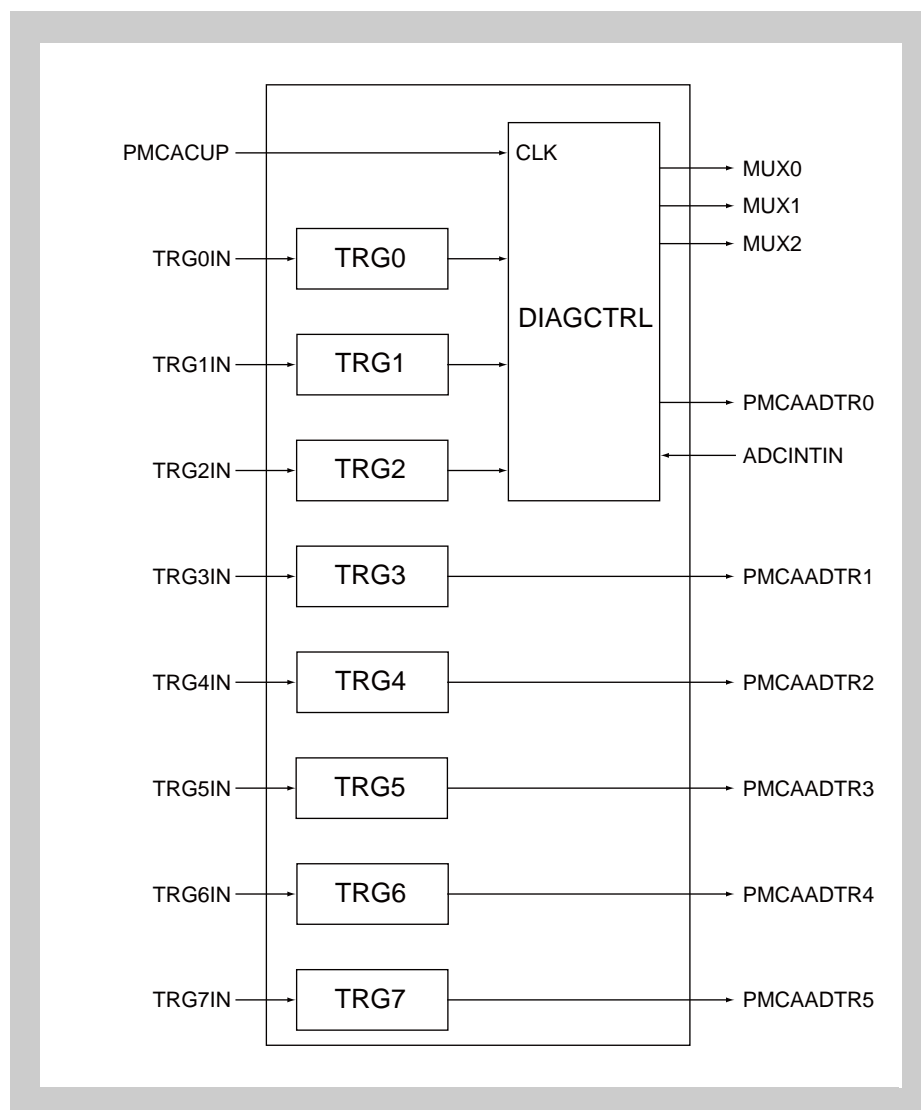 PMCACUP
CLK
MUX0
MUX1
MUX2
TRG0IN
TRG0
DIAGCTRL
TRG1IN
TRG1
PMCAADTR0
ADCINTIN
TRG2IN
TRG2
TRG3IN
TRG3
PMCAADTR1
TRG4IN
TRG4
PMCAADTR2
TRG5IN
TRG5
PMCAADTR3
TRG6IN
TRG6
PMCAADTR4
TRG7IN
TRG7
PMCAADTR5